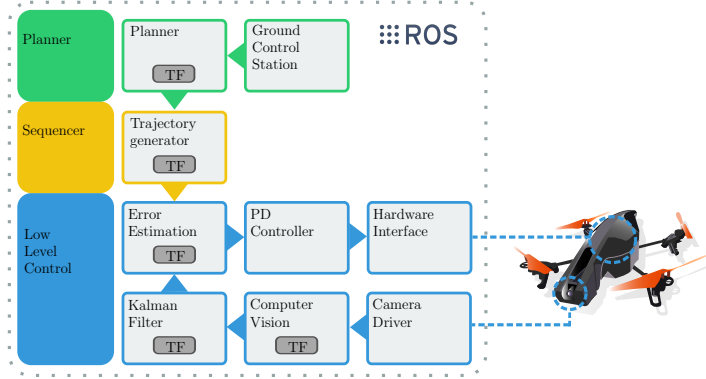 Planner
Planner
TF
Ground
Control
Station
ROS
Sequencer
Trajectory
generator
TF
Low
Level
Control
Error
Estimation
TF
PD
Controller
Hardware
Interface
Kalman
Filter
TF
Computer
Vision
TF
Camera
Driver